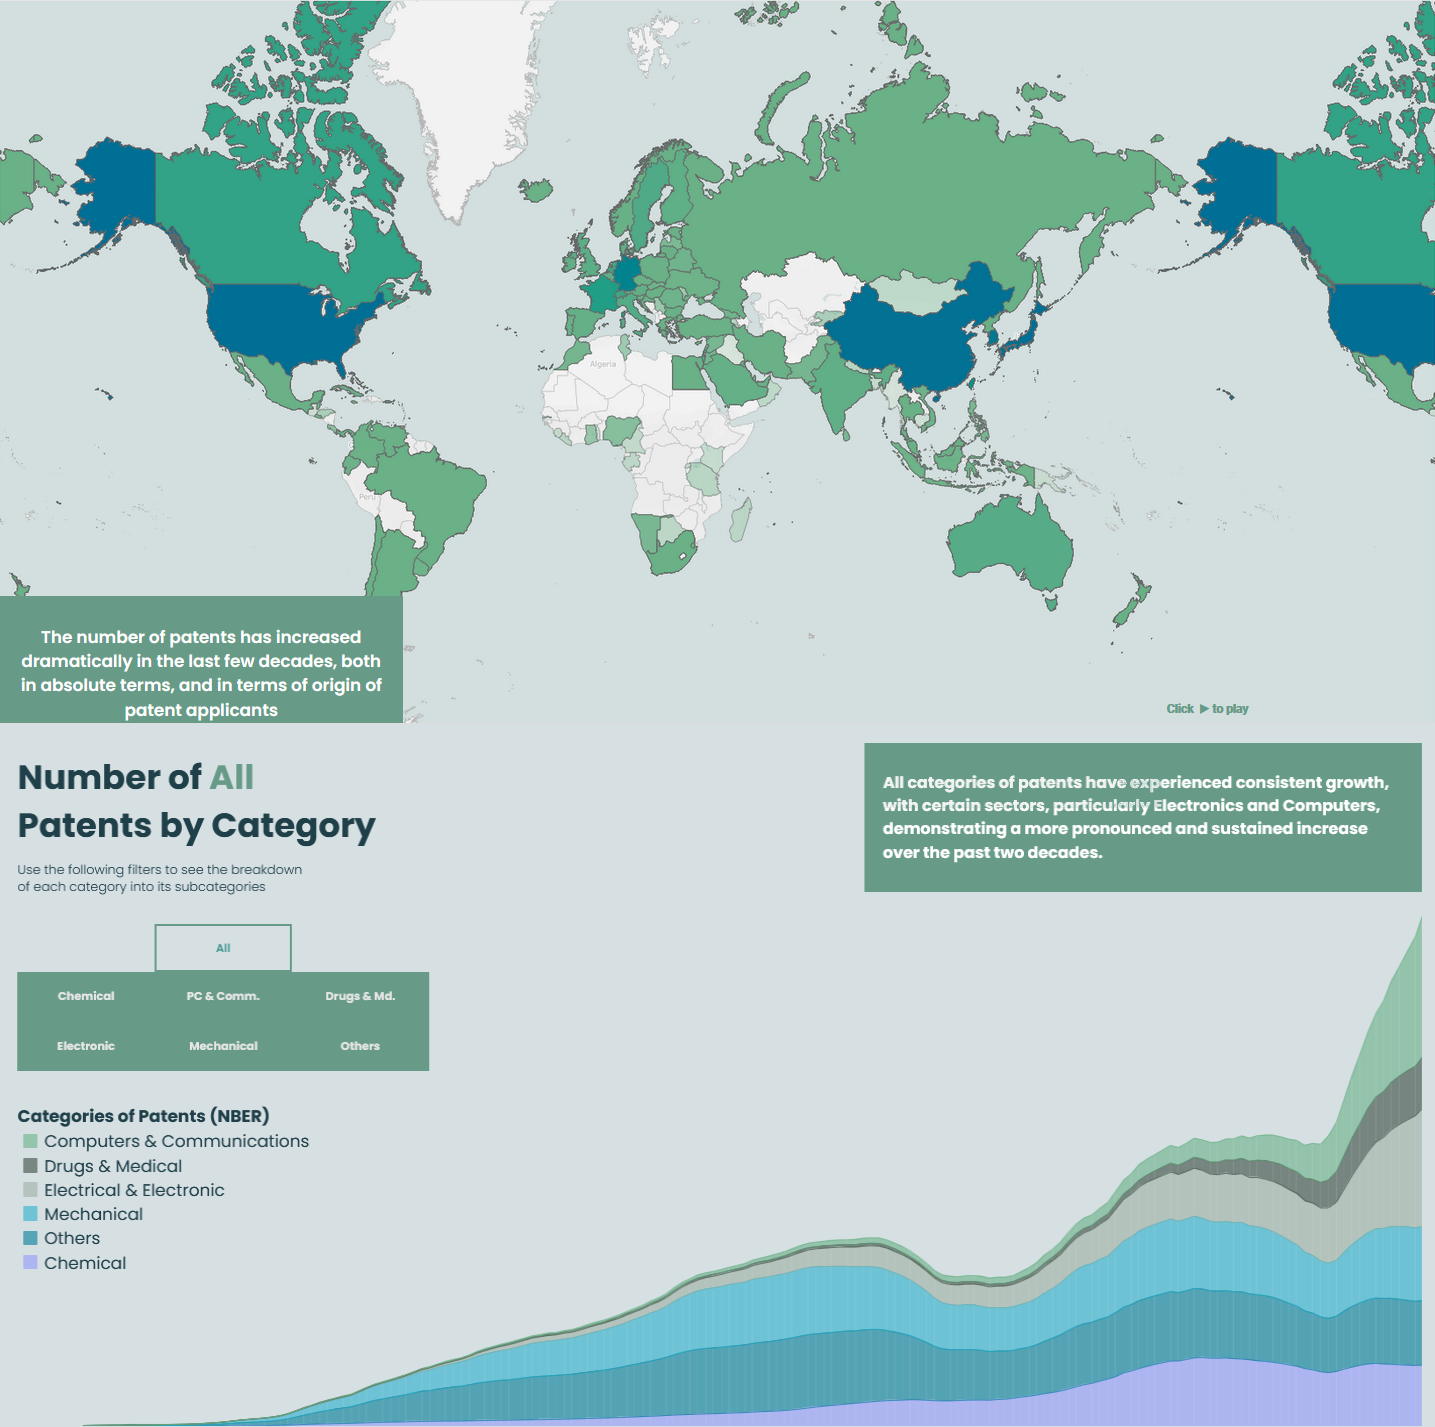 Algeria
Peru
The number of patents has increased
dramatically in the last few decades, both
in absolute terms, and in terms of origin of
patent applicants
Click ▶ to play
Number of All
Patents by Category
Use the following filters to see the breakdown
of each category into its subcategories
All categories of patents have experienced consistent growth,
with certain sectors, particularly Electronics and Computers,
demonstrating a more pronounced and sustained increase
over the past two decades.
All
Chemical PC & Comm. Drugs & Md.
Electronic Mechanical Others
Categories of Patents (NBER)
Computers & Communications
Drugs & Medical
Electrical & Electronic
Mechanical
Others
Chemical